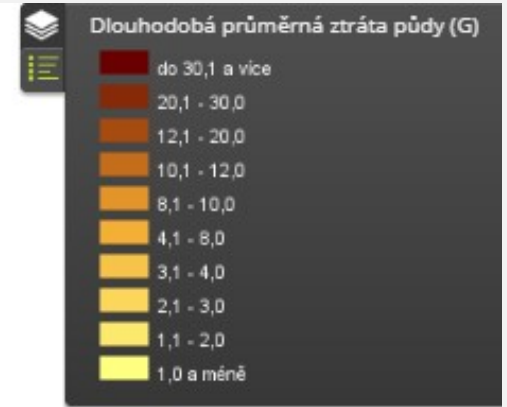 Dlouhodobá průměrná ztráta půdy (G)
do 30,1 a více
20,1 - 30,0
12,1 - 20,0
10,1 - 12,0
8,1 - 10,0
4,1 - 8,0
3,1 - 4,0
2,1 - 3,0
1,1 - 2,0
1,0 a méně